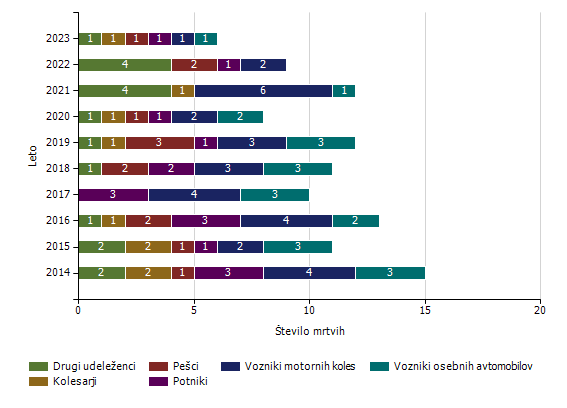 2023 1 1 1 1 1 1
2022 4 2 1 2
2021 4 1 6 1
2020 1 1 1 1 2 2
2019 1 1 3 1 3 3
2018 1 2 2 3 3
2017 3 4 3
2016 1 1 2 3 4 2
2015 2 2 1 1 2 3
2014 2 2 1 3 4 3
Leto
0 5 10 15 20
Število mrtvih
Drugi udeleženci Pešci Vozniki motornih koles Vozniki osebnih avtomobilov
Kolesarji Potniki